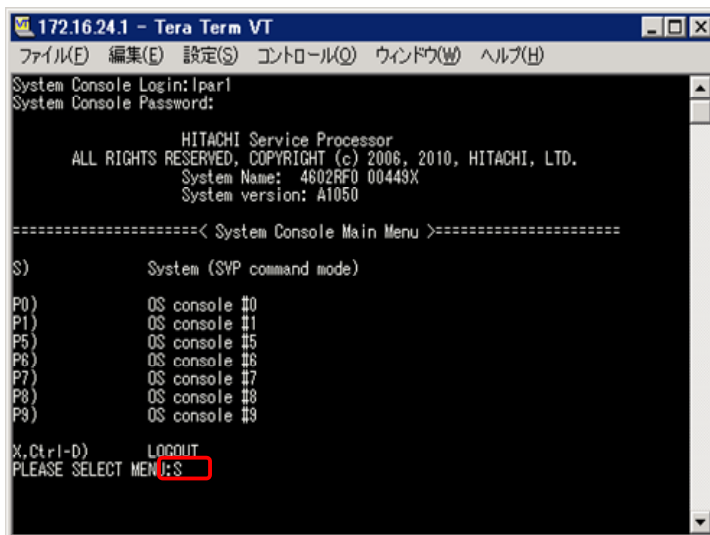 172.16.24.1 - Tera Term VT
ファイル(F) 編集(E) 設定(S) コントロール(O) ウィンドウ(W) ヘルプ(H)
System Console Login:lpar1
System Console Password:
HITACHI Service Processor
ALL RIGHTS RESERVED, COPYRIGHT (c) 2006, 2010, HITACHI, LTD.
System Name: 4602RF0 00449X
System version: A1050
======================< System Console Main Menu >======================
S) System (SVP command mode)
P0) OS console #0
P1) OS console #1
P5) OS console #5
P6) OS console #6
P7) OS console #7
P8) OS console #8
P9) OS console #9
X,Ctrl-D) LOGOUT
PLEASE SELECT MENU:S